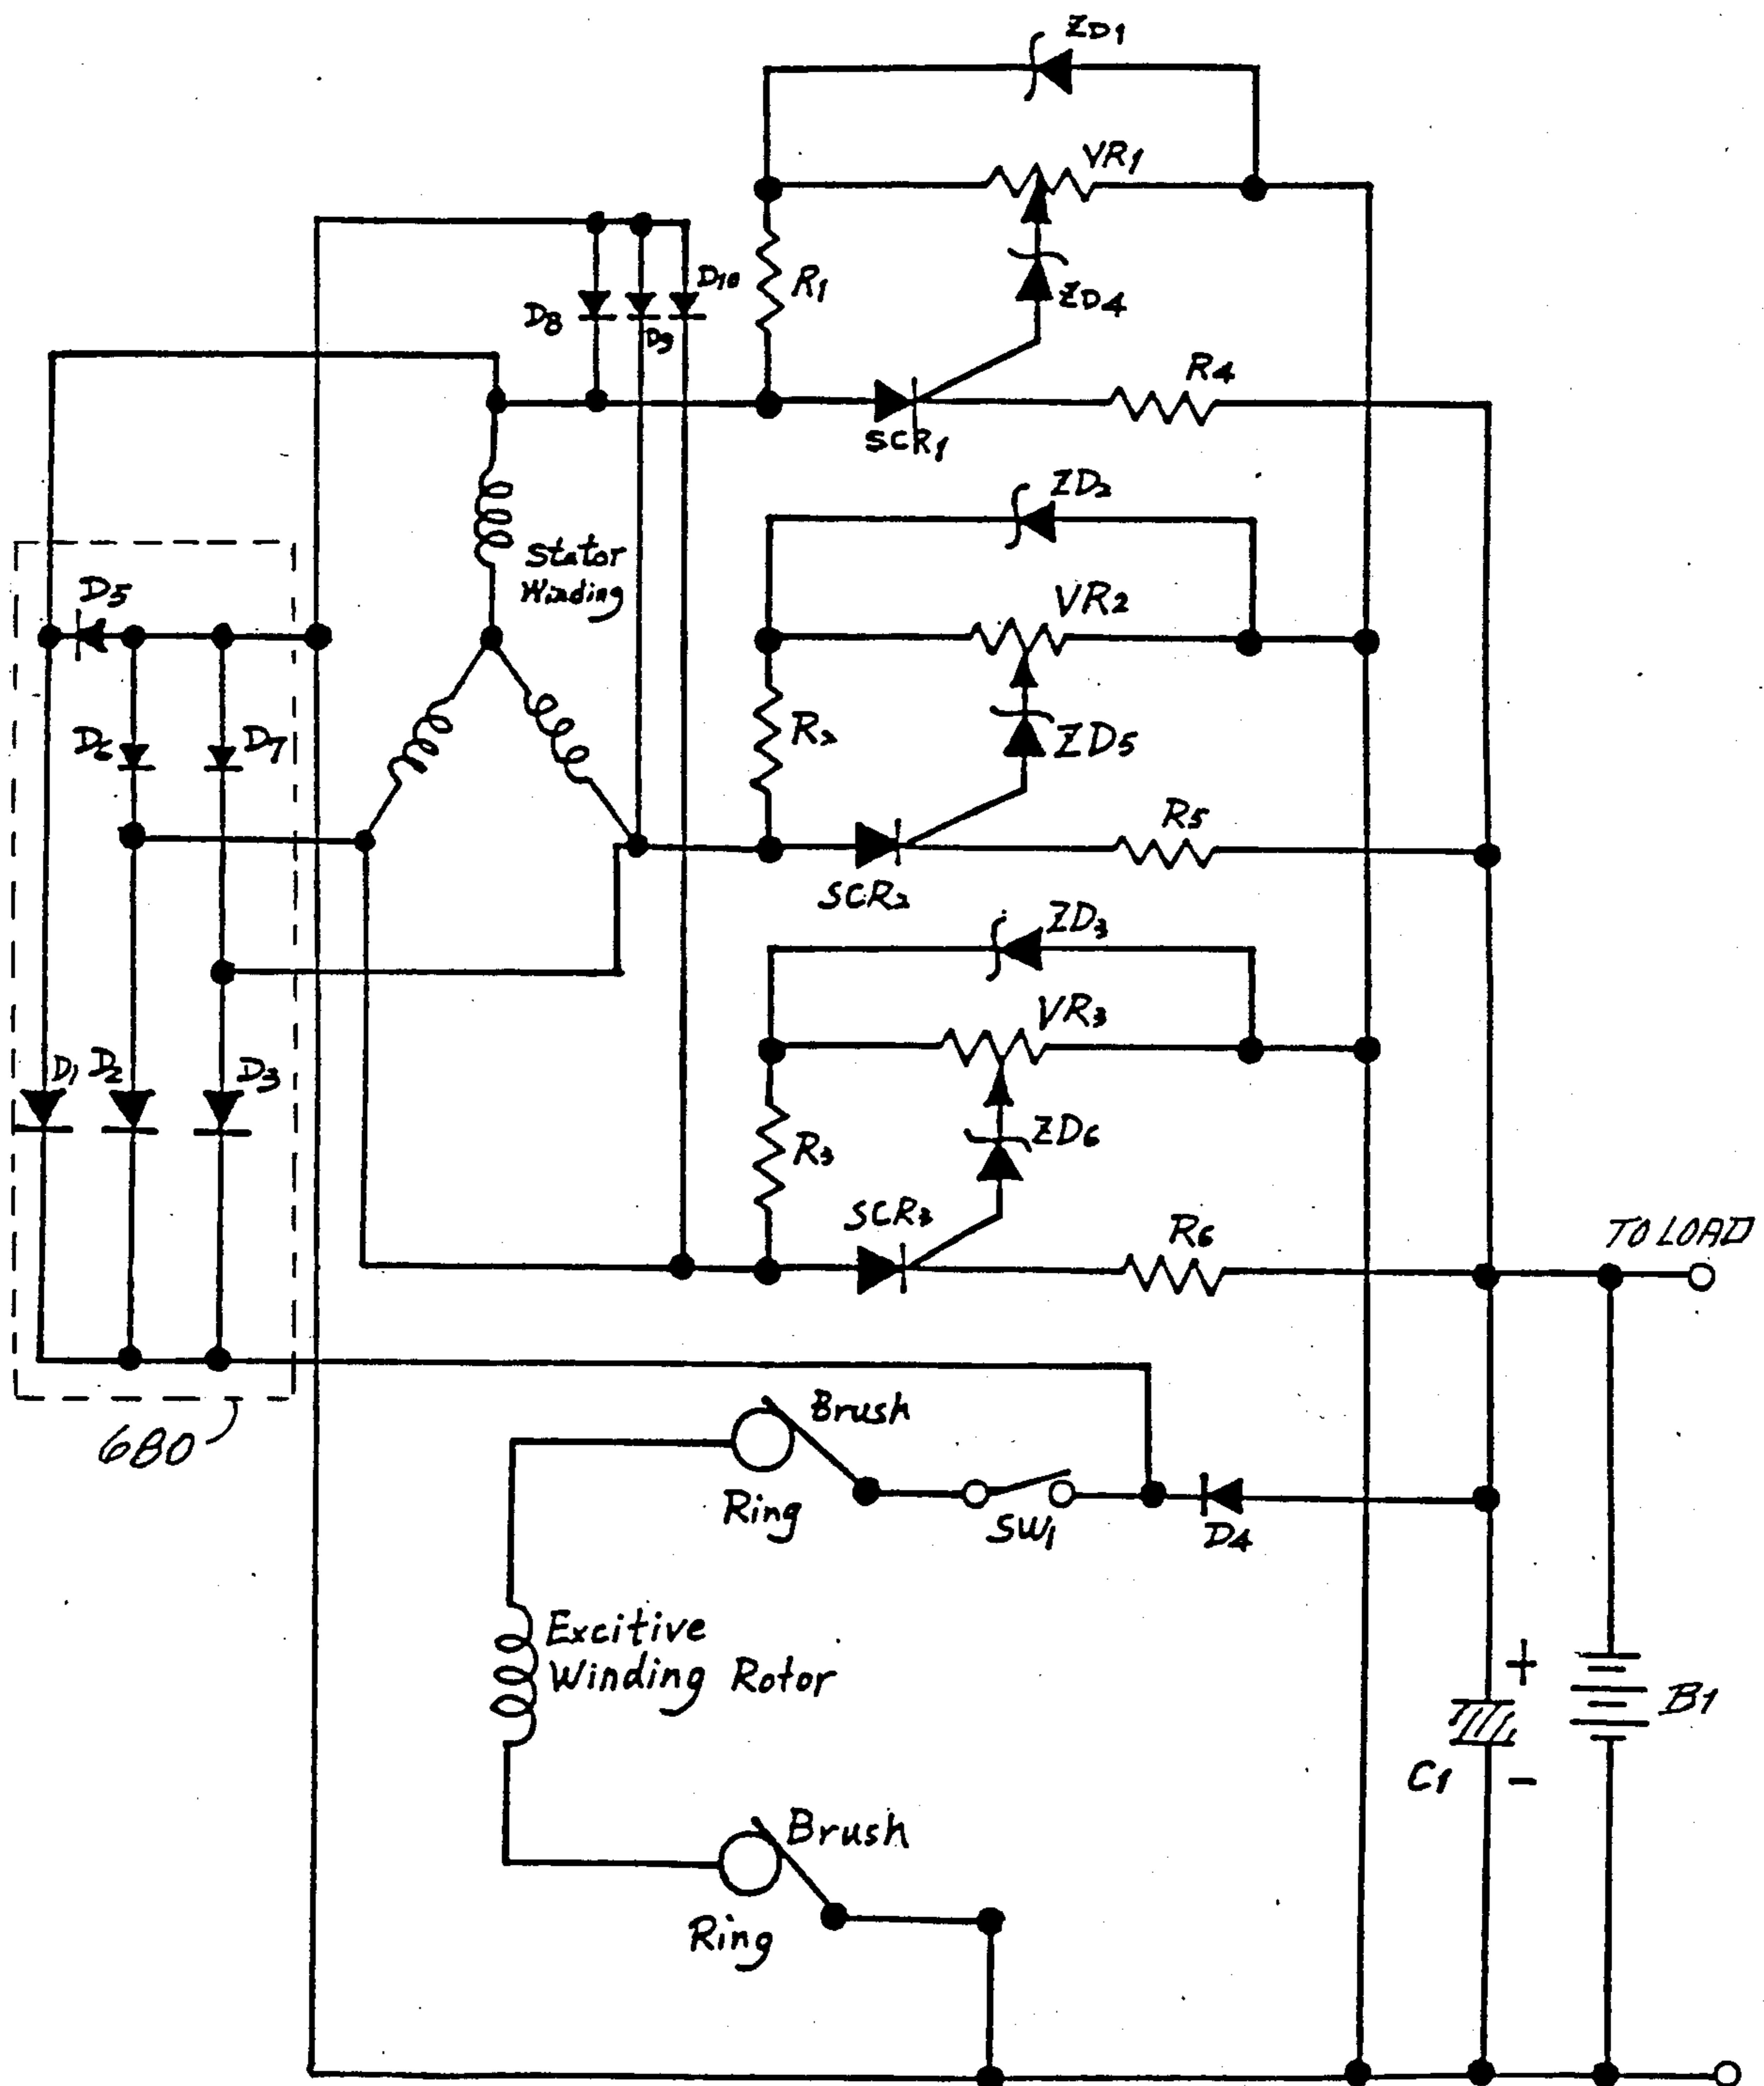 ZD1
VR1
D10
R1
D8
ZD4
D9
R4
SCR1
ZD2
Stator
Winding
D5
VR2
R2
D6
D7
ZD5
R5
SCR2
ZD3
VR3
D1
D2
D3
R3
ZD6
SCR3
R6
TO LOAD
Brush
680
Ring
SW1
D4
Excitive
Winding Rotor
+
B1
C1
-
Brush
Ring